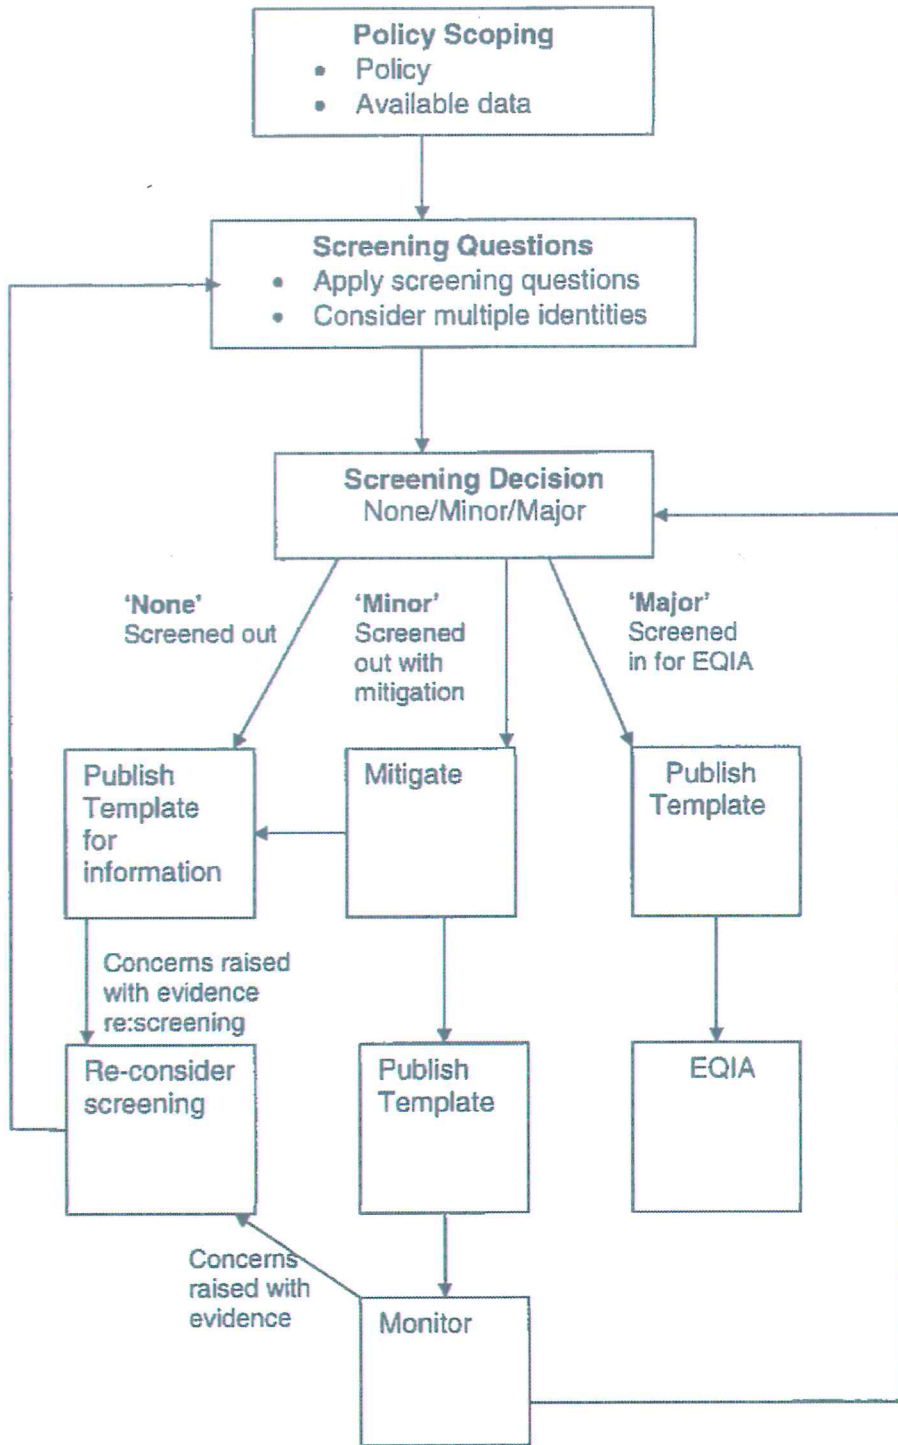 Policy Scoping
• Policy
• Available data
Screening Questions
• Apply screening questions
• Consider multiple identities
Screening Decision
None/Minor/Major
‘None’
Screened out
‘Minor’
Screened
out with
mitigation
‘Major’
Screened
in for EQIA
Publish
Template
for
information
Mitigate
Publish
Template
Concerns raised
with evidence
re:screening
Re-consider
screening
Publish
Template
EQIA
Concerns
raised with
evidence
Monitor